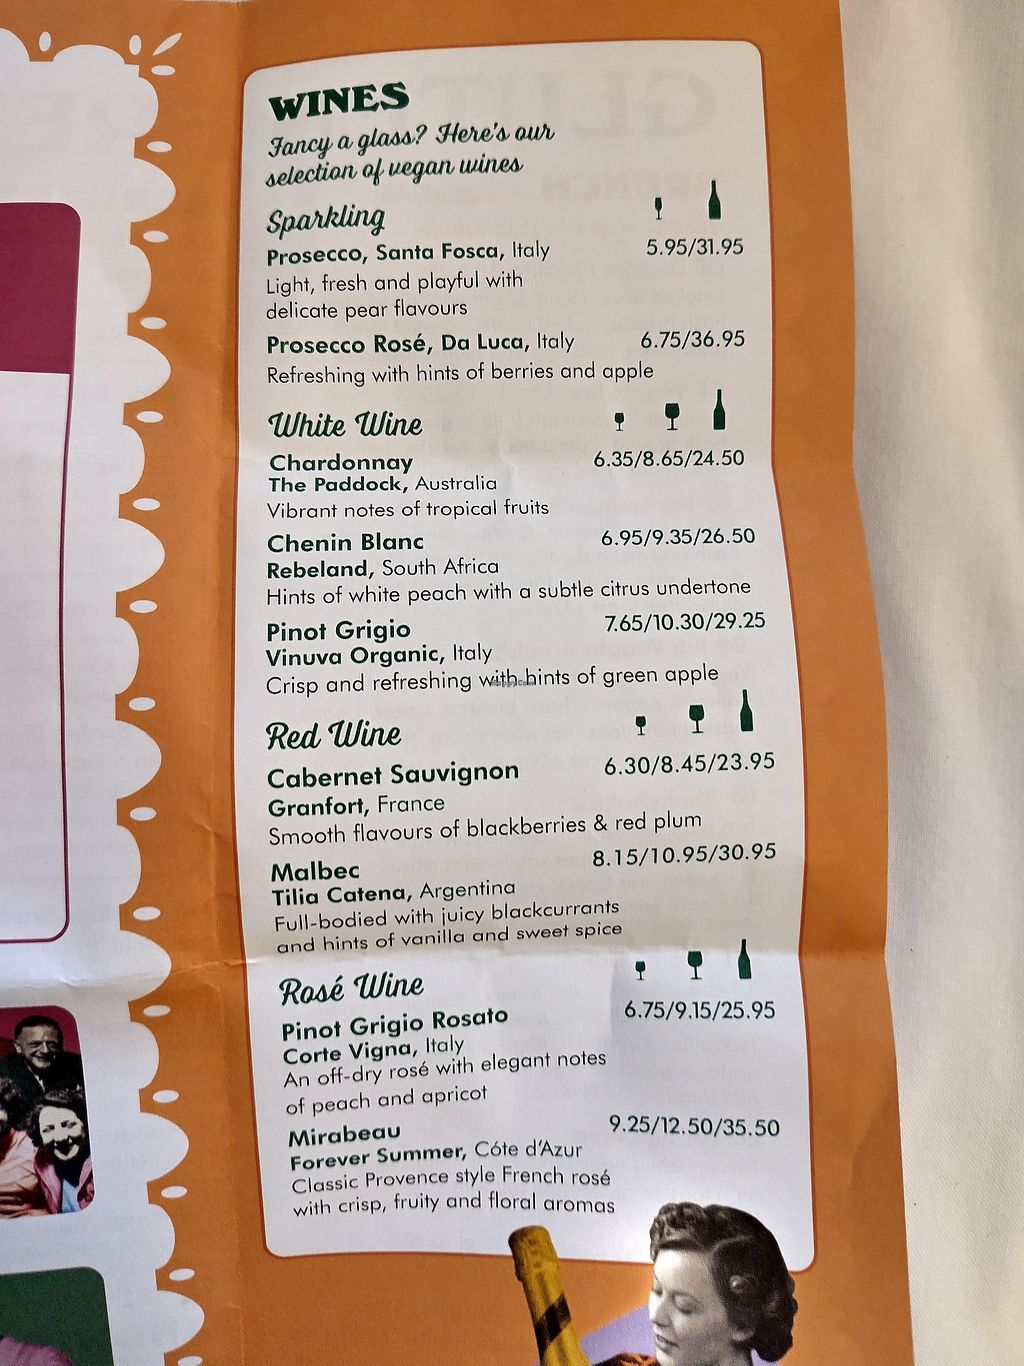 WINES
Fancy a glass? Here's our
selection of vegan wines
Sparkling
Prosecco, Santa Fosca, Italy 5.95/31.95
Light, fresh and playful with
delicate pear flavours
Prosecco Rosé, Da Luca, Italy 6.75/36.95
Refreshing with hints of berries and apple
White Wine
Chardonnay 6.35/8.65/24.50
The Paddock, Australia
Vibrant notes of tropical fruits
Chenin Blanc 6.95/9.35/26.50
Rebeland, South Africa
Hints of white peach with a subtle citrus undertone
Pinot Grigio 7.65/10.30/29.25
Vinuva Organic, Italy
Crisp and refreshing with hints of green apple
Red Wine
Cabernet Sauvignon 6.30/8.45/23.95
Granfort, France
Smooth flavours of blackberries & red plum
Malbec 8.15/10.95/30.95
Tilia Catena, Argentina
Full-bodied with juicy blackcurrants
and hints of vanilla and sweet spice
Rosé Wine
Pinot Grigio Rosato 6.75/9.15/25.95
Corte Vigna, Italy
An off-dry rosé with elegant notes
of peach and apricot
Mirabeau 9.25/12.50/35.50
Forever Summer, Côte d'Azur
Classic Provence style French rosé
with crisp, fruity and floral aromas